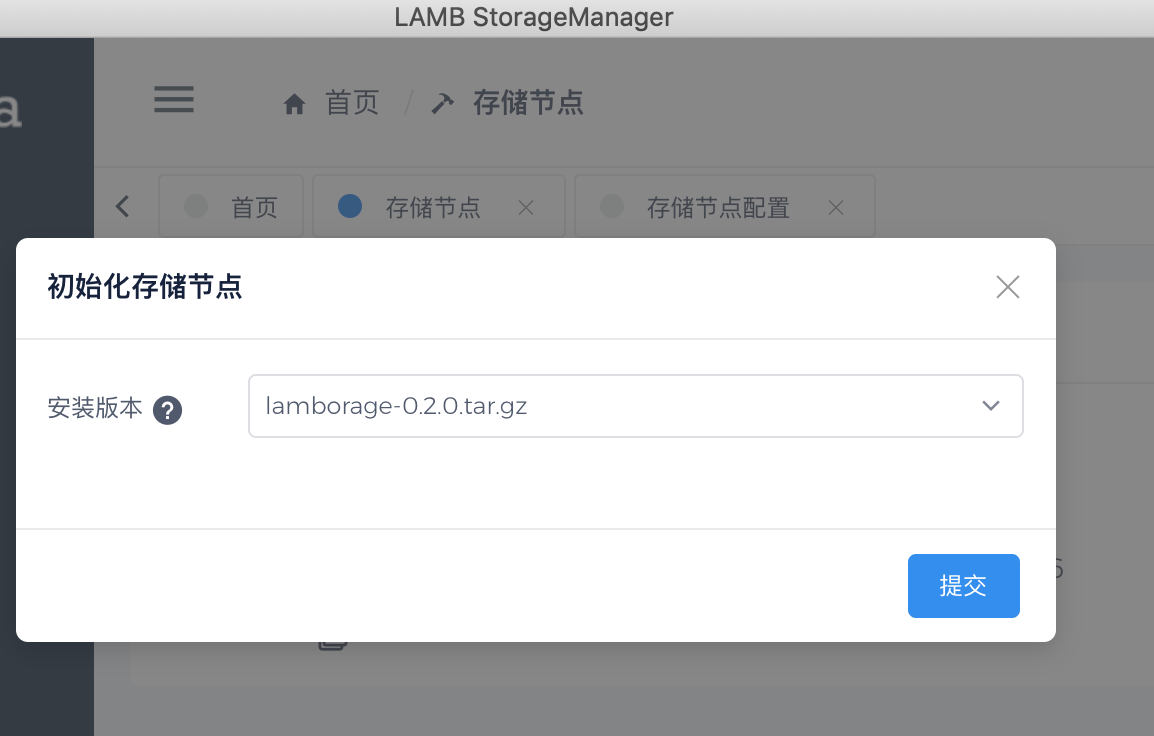 LAMB StorageManager
a
首页 / 存储节点
首页 存储节点 × 存储节点配置 ×
初始化存储节点
安装版本 ?
lamborage-0.2.0.tar.gz
提交